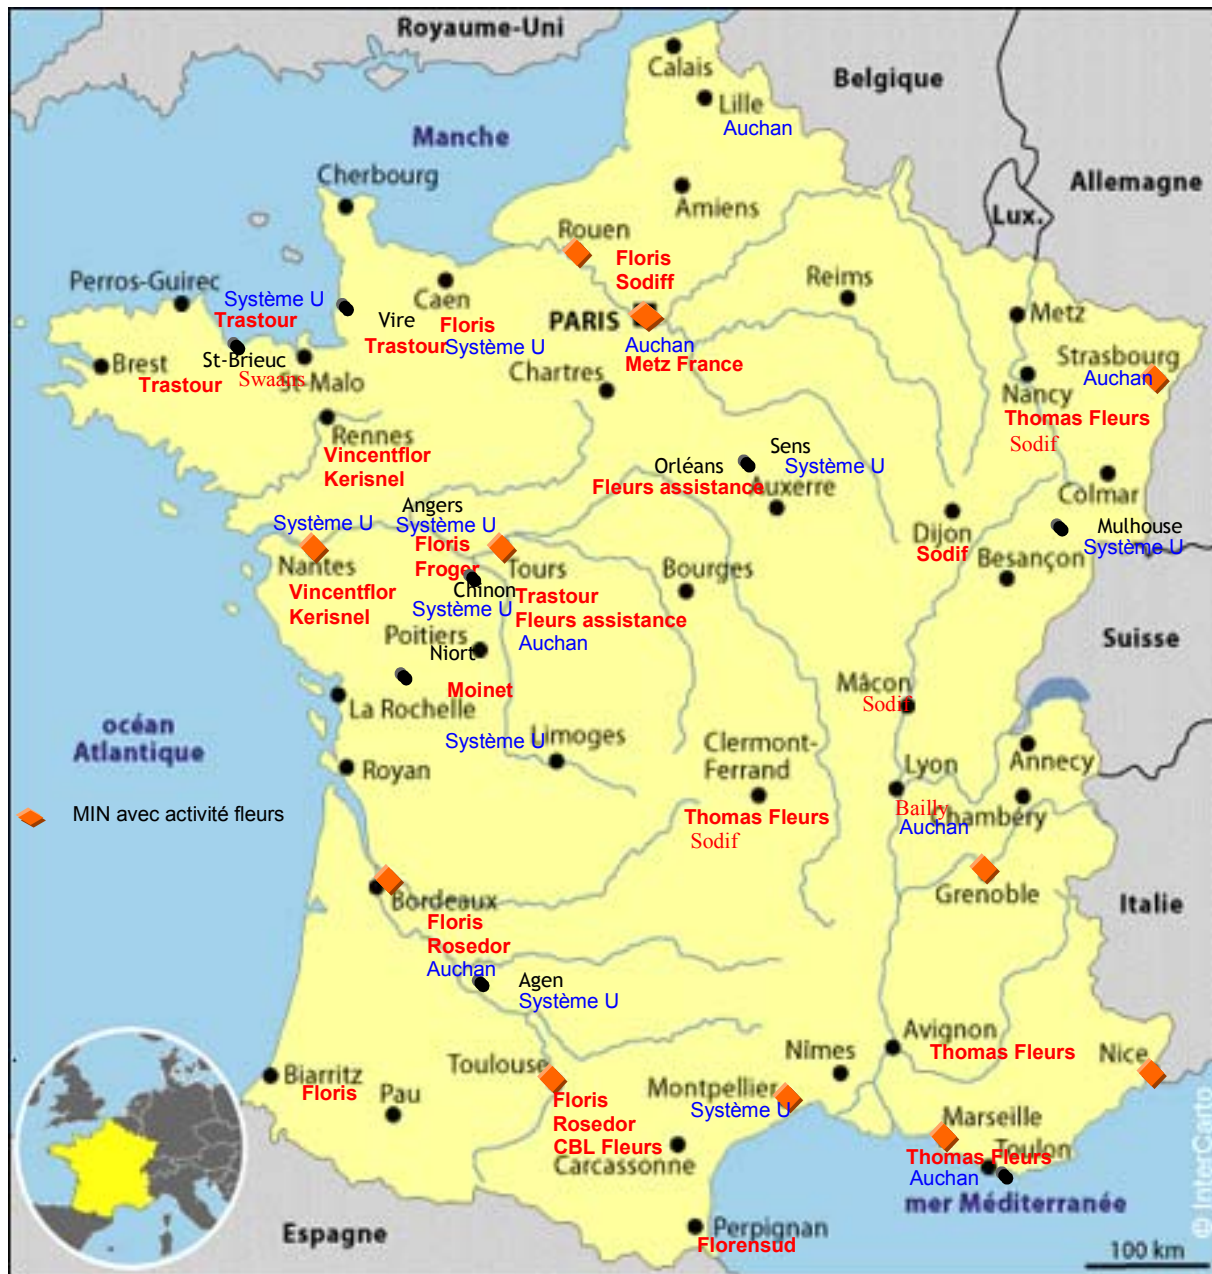 Royaume-Uni
Calais
Belgique
Lille
Auchan
Manche
Cherbourg
Allemagne
Amiens
Lux.
Rouen
Floris
Sodiff
Reims
Perros-Guirec
Système U
Trastour
Caen
Vire
Floris
Trastour
Système U
PARIS
Auchan
Metz France
Metz
Strasbourg
Auchan
St-Brieuc
Brest
Trastour
Swaans
St-Malo
Chartres
Nancy
Thomas Fleurs
Sodif
Rennes
Vincentflor
Kerisnel
Sens
Système U
Orléans
Fleurs assistance
Auxerre
Colmar
Angers
Système U
Système U
Dijon
Sodif
Mulhouse
Système U
Besançon
Floris
Froger
Nantes
Vincentflor
Kerisnel
Tours
Chinon
Système U
Trastour
Fleurs assistance
Auchan
Bourges
Poitiers
Niort
Suisse
Moinet
La Rochelle
Mâcon
Sodif
océan
Atlantique
Système U
Limoges
Clermont-
Ferrand
Royan
Lyon
Annecy
MIN avec activité fleurs
Thomas Fleurs
Sodif
Bailly
Chambéry
Auchan
Bordeaux
Grenoble
Italie
Floris
Rosedor
Auchan
Agen
Système U
Avignon
Thomas Fleurs
Nîmes
Nice
Toulouse
Biarritz
Floris
Pau
Montpellier
Système U
Floris
Rosedor
CBL Fleurs
Marseille
Toulon
Thomas Fleurs
Auchan
Carcassonne
mer Méditerranée
Espagne
Perpignan
Florensud
100 km
© InterCarto